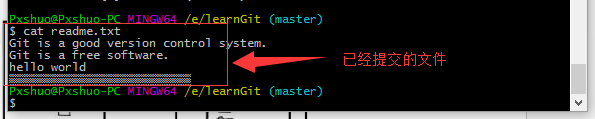 Pxshuo@Pxshuo-PC MINGW64 /e/learnGit (master)
$ cat readme.txt
Git is a good version control system.
Git is a free software.
hello world
已经提交的文件
Pxshuo@Pxshuo-PC MINGW64 /e/learnGit (master)
$